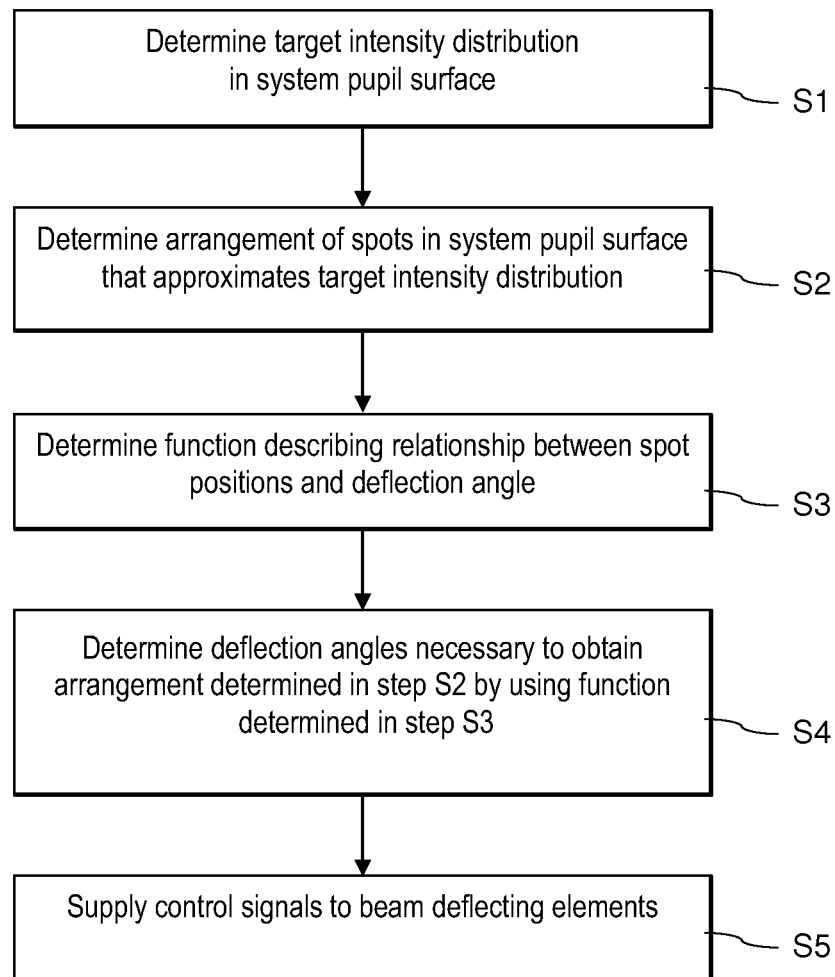 Determine target intensity distribution
in system pupil surface
S1
Determine arrangement of spots in system pupil surface
that approximates target intensity distribution
S2
Determine function describing relationship between spot
positions and deflection angle
S3
Determine deflection angles necessary to obtain
arrangement determined in step S2 by using function
determined in step S3
S4
Supply control signals to beam deflecting elements
S5